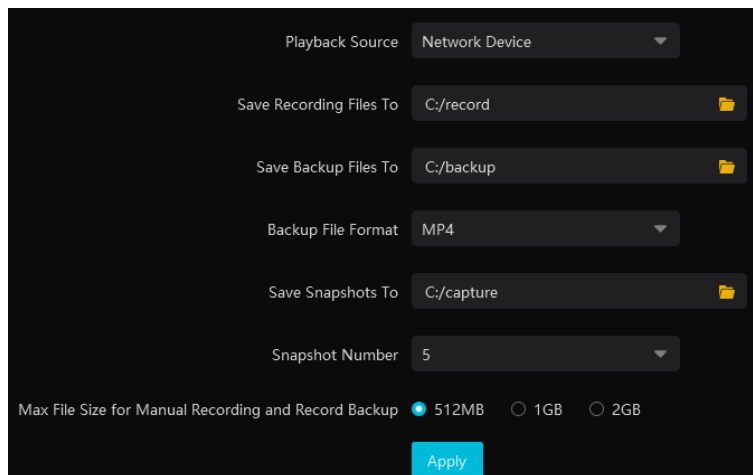 Playback Source Network Device
Save Recording Files To C:/record
Save Backup Files To C:/backup
Backup File Format MP4
Save Snapshots To C:/capture
Snapshot Number 5
Max File Size for Manual Recording and Record Backup 512MB 1GB 2GB
Apply